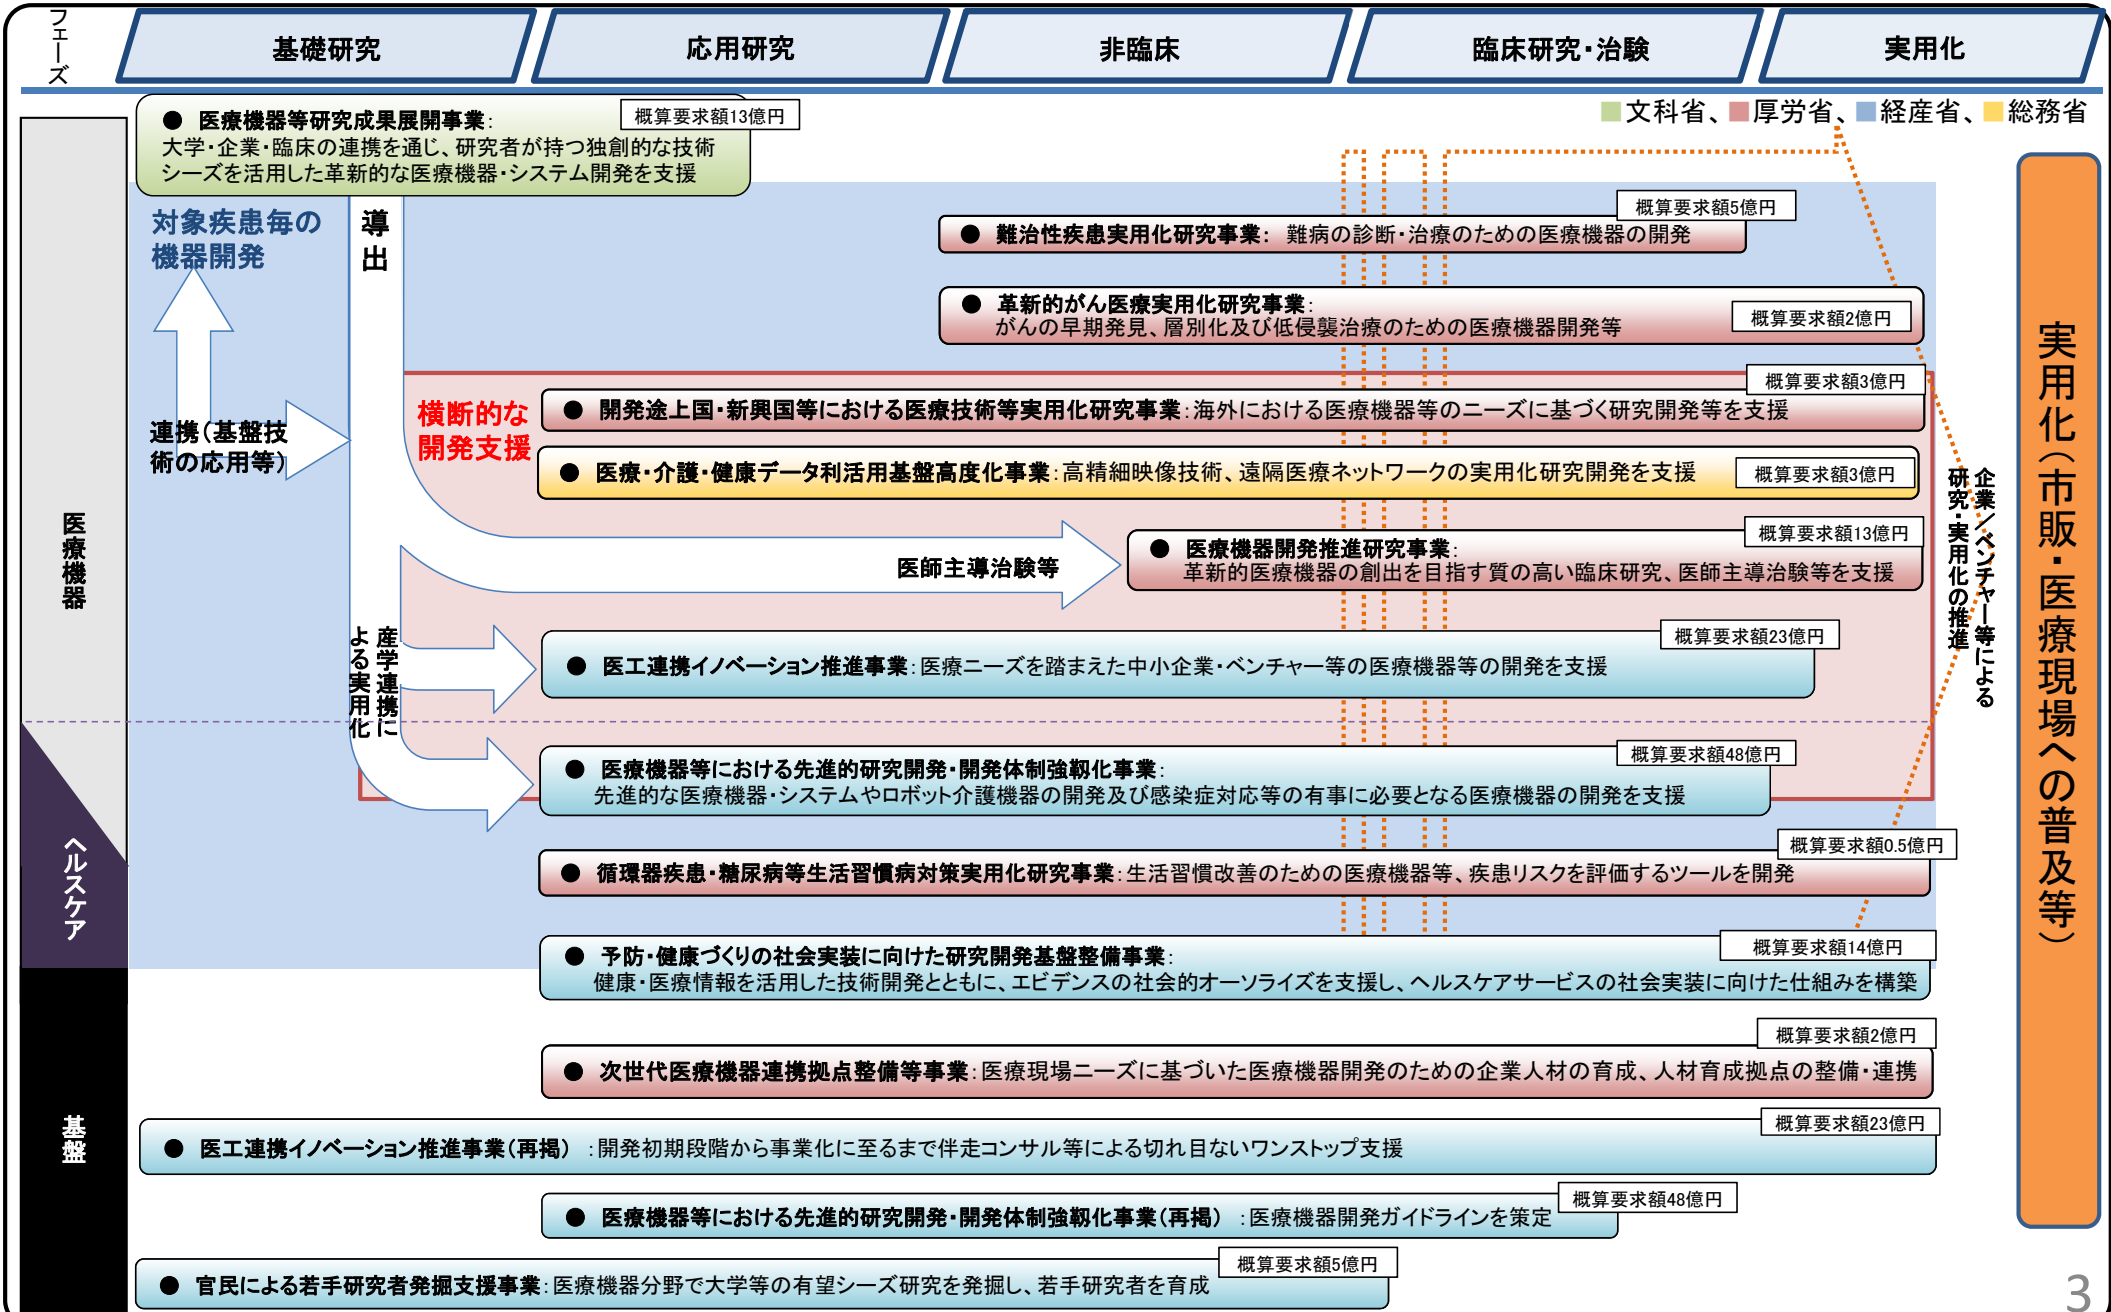 フェーズ
基礎研究
応用研究
非臨床
臨床研究・治験
実用化
■文科省、■厚労省、■経産省、■総務省
● 医療機器等研究成果展開事業:
概算要求額13億円
大学・企業・臨床の連携を通じ、研究者が持つ独創的な技術
シーズを活用した革新的な医療機器・システム開発を支援
対象疾患毎の
機器開発
導出
連携（基盤技
術の応用等）
概算要求額5億円
● 難治性疾患実用化研究事業: 難病の診断・治療のための医療機器の開発
● 革新的がん医療実用化研究事業:
がんの早期発見、層別化及び低侵襲治療のための医療機器開発等
概算要求額2億円
横断的な
開発支援
概算要求額3億円
● 開発途上国・新興国等における医療技術等実用化研究事業:海外における医療機器等のニーズに基づく研究開発等を支援
● 医療・介護・健康データ利活用基盤高度化事業:高精細映像技術、遠隔医療ネットワークの実用化研究開発を支援
概算要求額3億円
医師主導治験等
概算要求額13億円
● 医療機器開発推進研究事業:
革新的医療機器の創出を目指す質の高い臨床研究、医師主導治験等を支援
産学連携に
よる実用化
概算要求額23億円
● 医工連携イノベーション推進事業:医療ニーズを踏まえた中小企業・ベンチャー等の医療機器等の開発を支援
概算要求額48億円
● 医療機器等における先進的研究開発・開発体制強靱化事業:
先進的な医療機器・システムやロボット介護機器の開発及び感染症対応等の有事に必要となる医療機器の開発を支援
概算要求額0.5億円
● 循環器疾患・糖尿病等生活習慣病対策実用化研究事業:生活習慣改善のための医療機器等、疾患リスクを評価するツールを開発
概算要求額14億円
● 予防・健康づくりの社会実装に向けた研究開発基盤整備事業:
健康・医療情報を活用した技術開発とともに、エビデンスの社会的オーソライズを支援し、ヘルスケアサービスの社会実装に向けた仕組みを構築
概算要求額2億円
● 次世代医療機器連携拠点整備等事業:医療現場ニーズに基づいた医療機器開発のための企業人材の育成、人材育成拠点の整備・連携
概算要求額23億円
● 医工連携イノベーション推進事業（再掲） :開発初期段階から事業化に至るまで伴走コンサル等による切れ目ないワンストップ支援
概算要求額48億円
● 医療機器等における先進的研究開発・開発体制強靱化事業（再掲） :医療機器開発ガイドラインを策定
概算要求額5億円
● 官民による若手研究者発掘支援事業:医療機器分野で大学等の有望シーズ研究を発掘し、若手研究者を育成
医療機器
ヘルスケア
基盤
企業／ベンチャー等による
研究・実用化の推進
実用化（市販・医療現場への普及等）
3